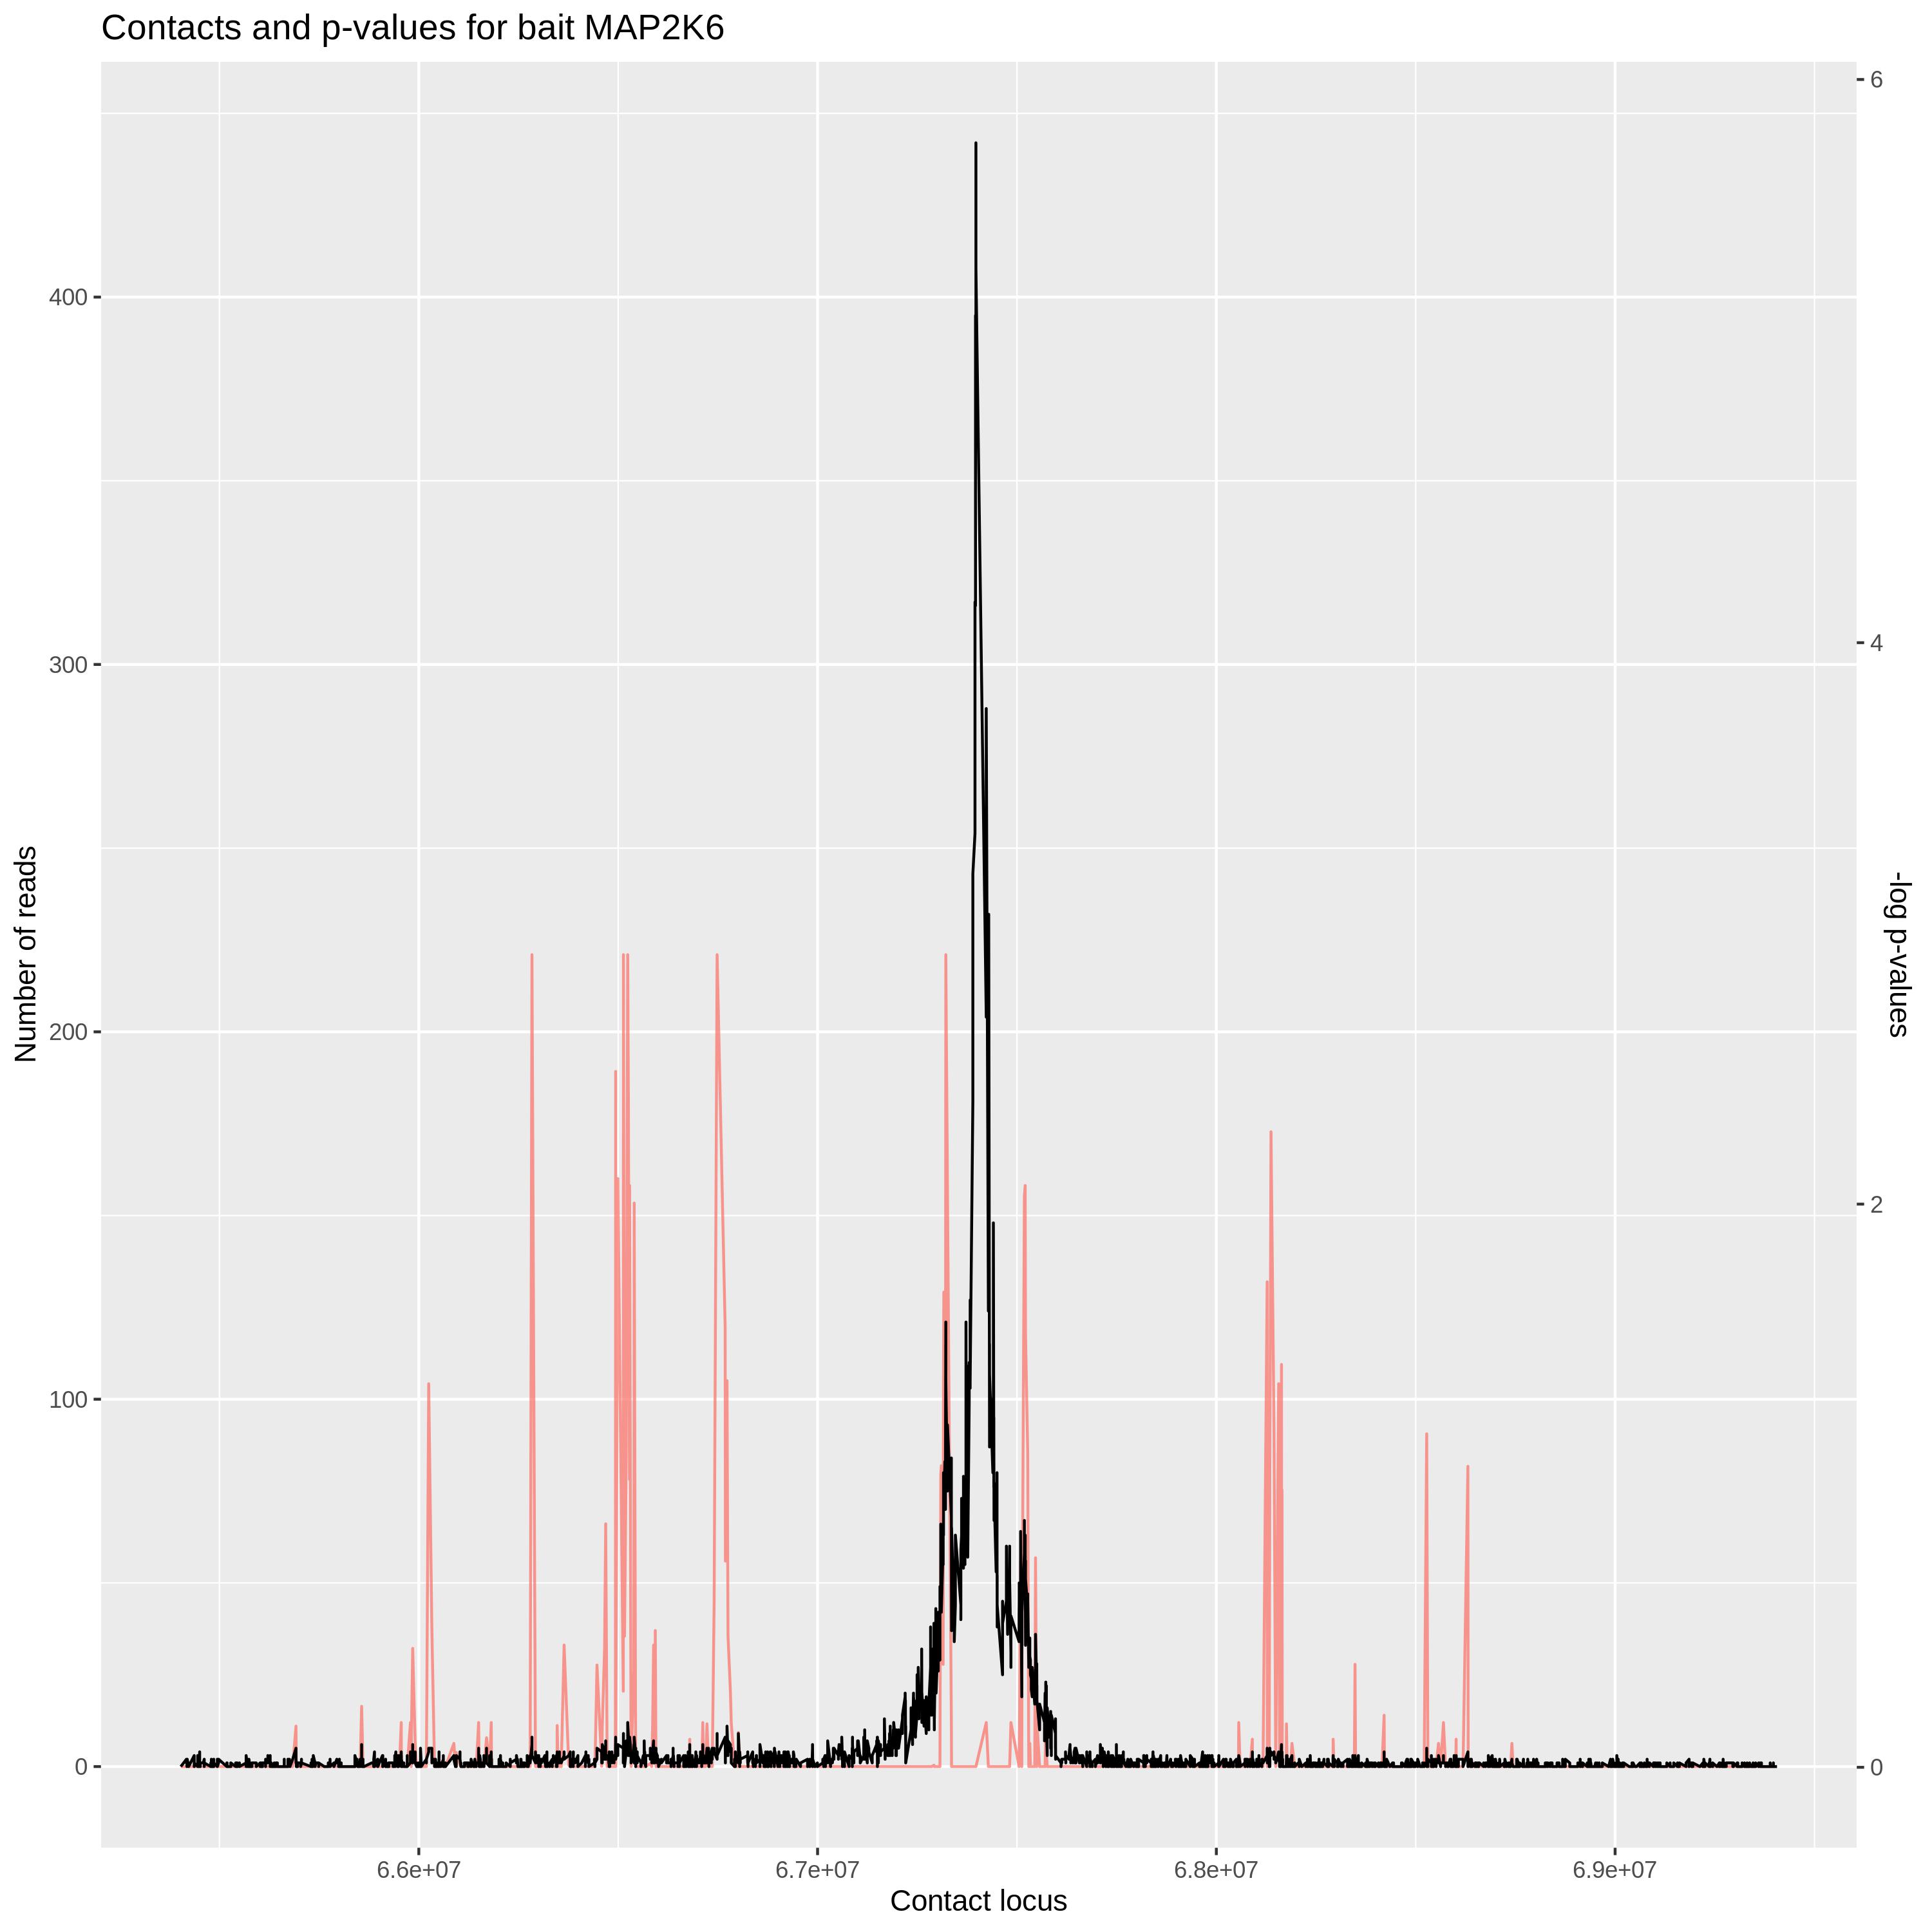 Contacts and p-values for bait MAP2K6
Number of reads
400
300
200
100
0
6
4
2
0
-log p-values
6.6e+07
6.7e+07
6.8e+07
6.9e+07
Contact locus